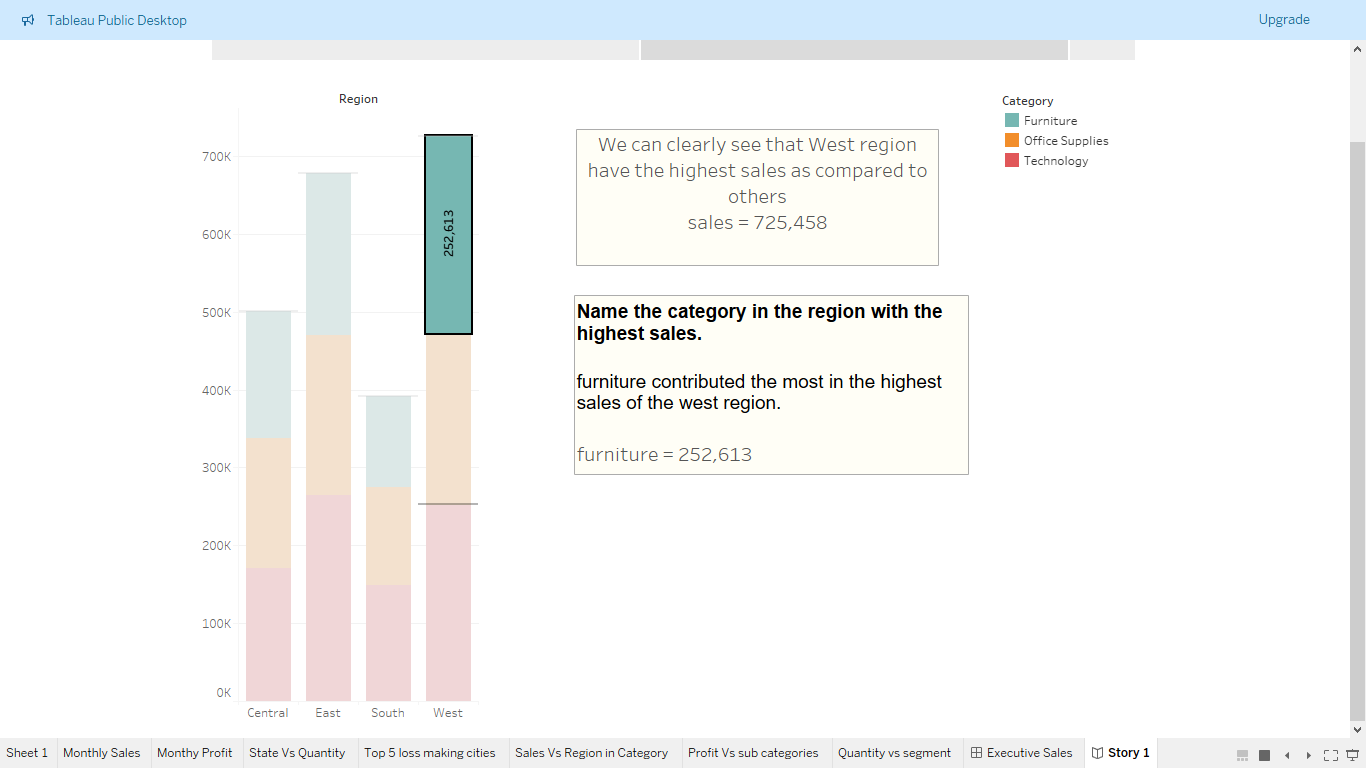 Tableau Public Desktop
Upgrade
Region
700K
600K
500K
400K
300K
200K
100K
0K
252,613
Central
East
South
West
We can clearly see that West region
have the highest sales as compared to
others
sales = 725,458
Name the category in the region with the
highest sales.
furniture contributed the most in the highest
sales of the west region.
furniture = 252,613
Category
Furniture
Office Supplies
Technology
Sheet 1
Monthly Sales
Monthy Profit
State Vs Quantity
Top 5 loss making cities
Sales Vs Region in Category
Profit Vs sub categories
Quantity vs segment
Executive Sales
Story 1